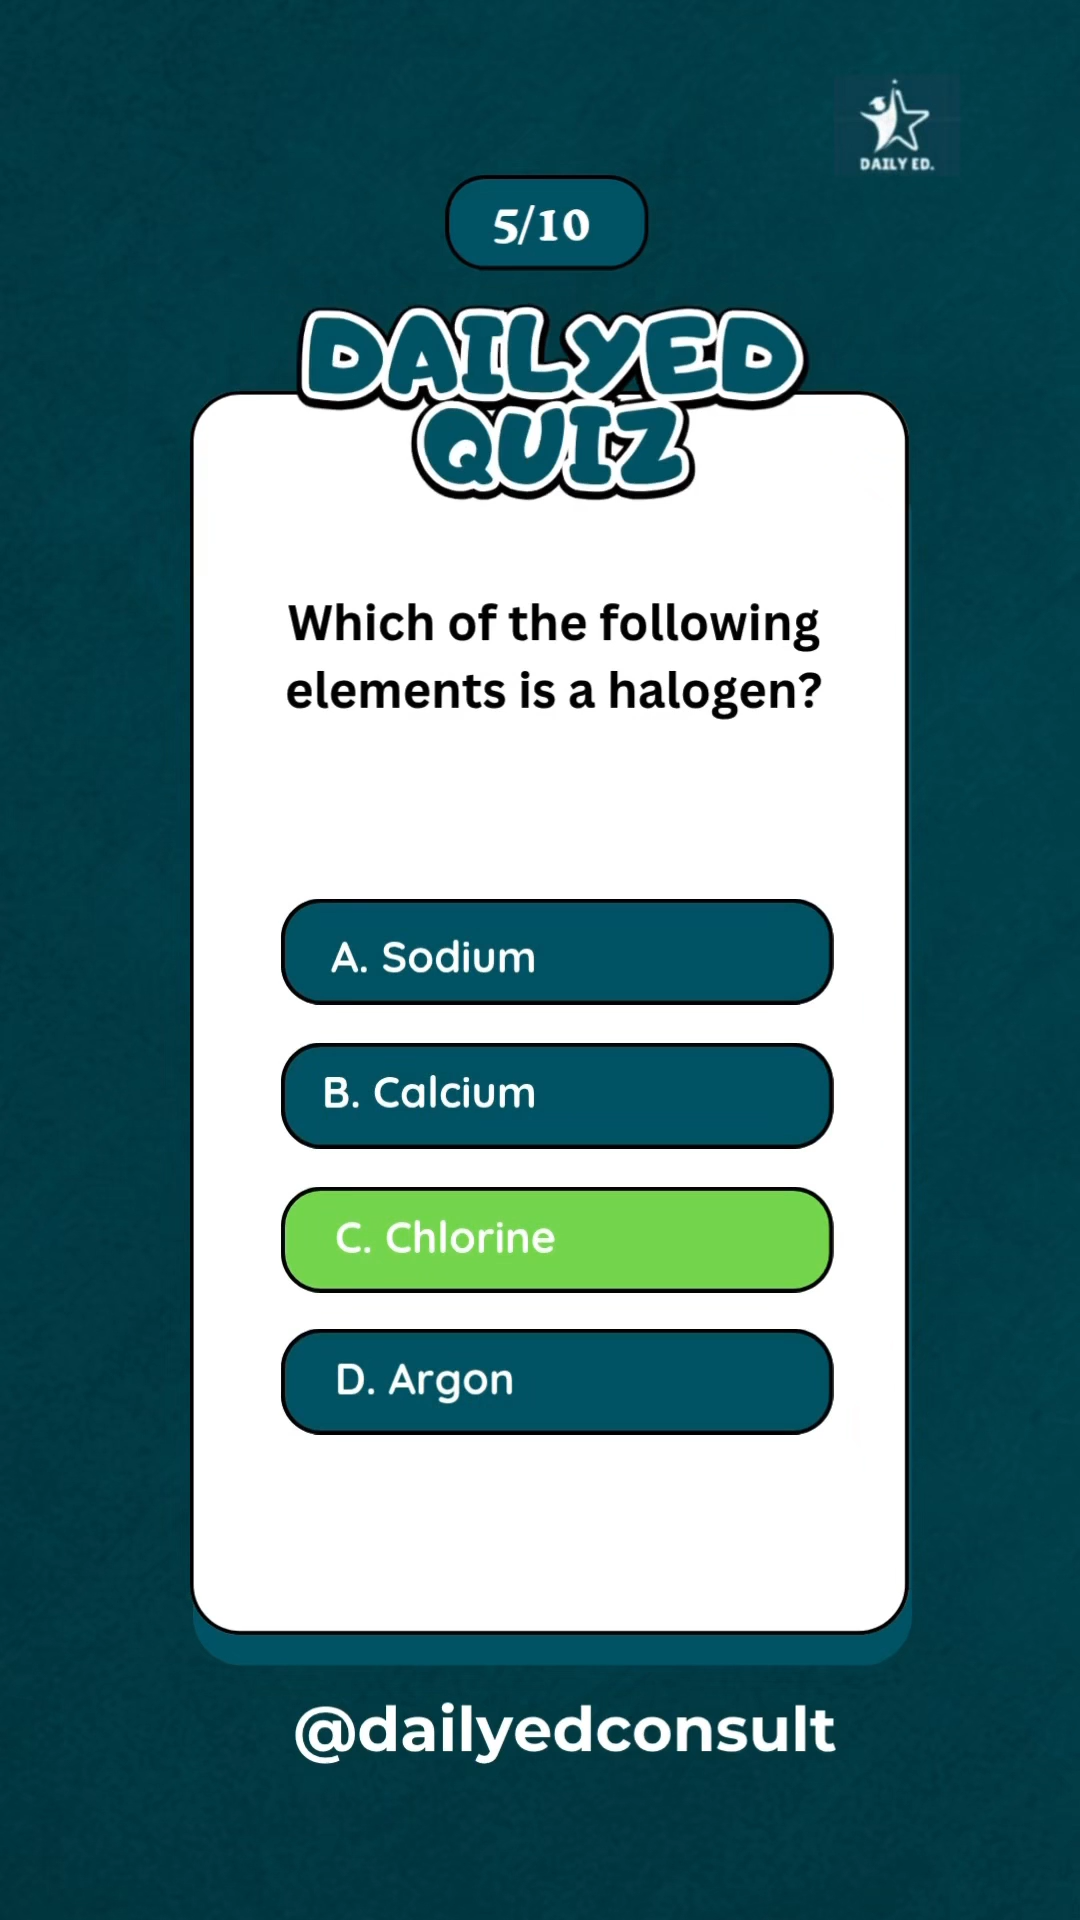 DAILY ED.
5/10
DAILYED
QUIZ
Which of the following
elements is a halogen?
A. Sodium
B. Calcium
C. Chlorine
D. Argon
@dailyedconsult